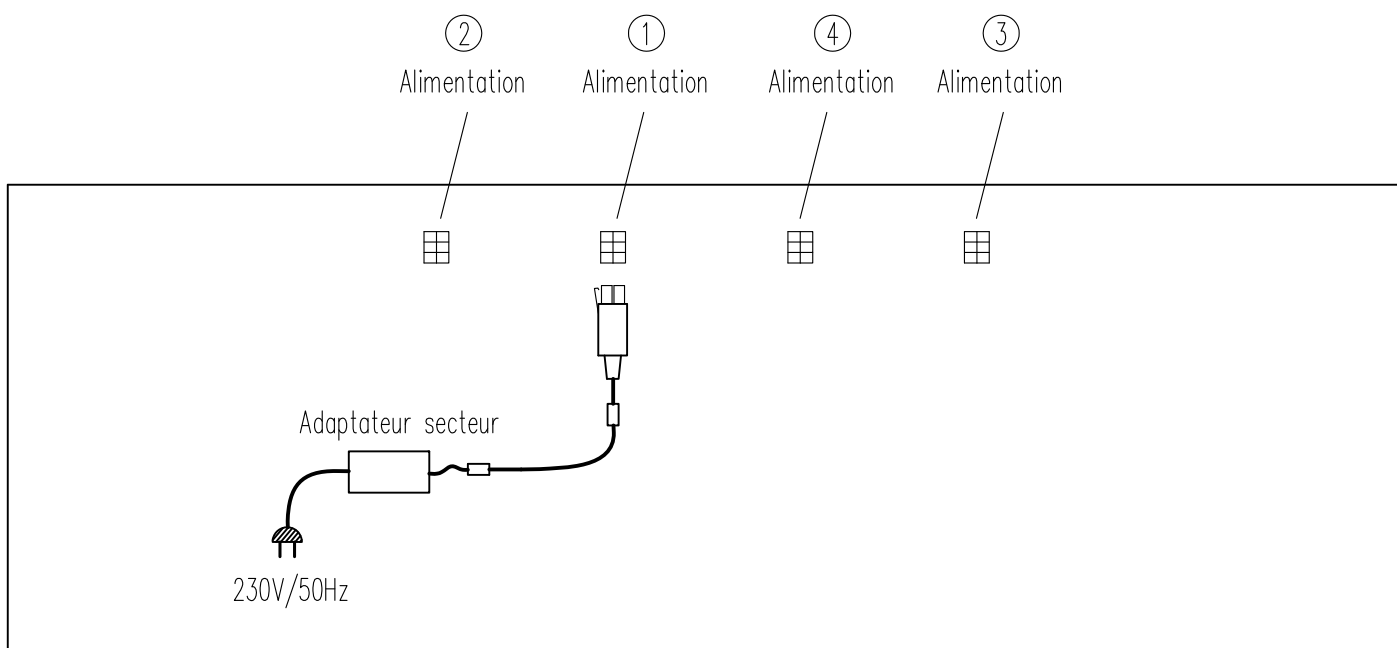 ② ① ④ ③
Alimentation Alimentation Alimentation Alimentation
Adaptateur secteur
230V/50Hz